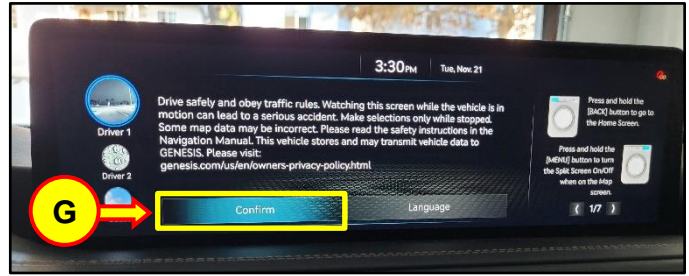 3:30 PM Tue, Nov. 21
Drive safely and obey traffic rules. Watching this screen while the vehicle is in
motion can lead to a serious accident. Make selections only while stopped.
Some map data may be incorrect. Please read the safety instructions in the
Navigation Manual. This vehicle stores and may transmit vehicle data to
GENESIS. Please visit:
genesis.com/us/en/owners-privacy-policy.html
Driver 1
Driver 2
G
Confirm
Language
Press and hold the
[BACK] button to go to
the Home Screen.
Press and hold the
[MENU] button to turn
the Split Screen On/Off
when on the Map
screen.
⟨ 1/7 ⟩